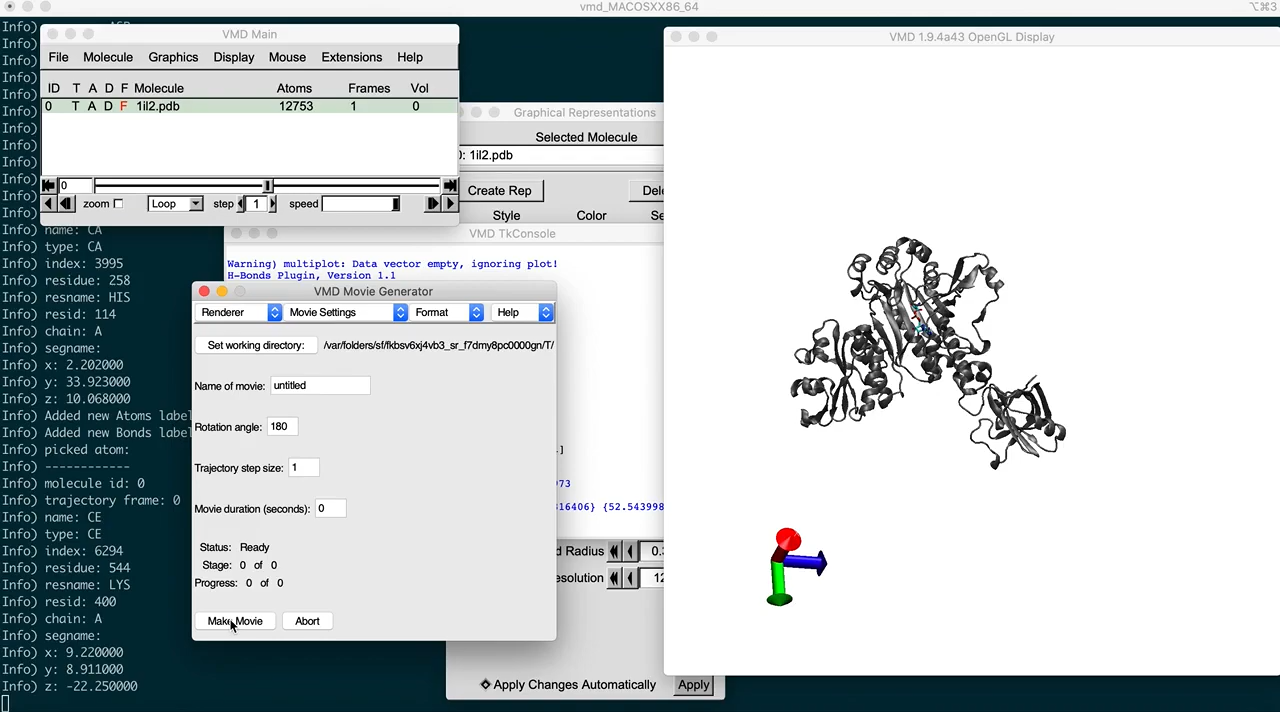 vmd_MACOSXX86_64
⌥⌘3
Info)
VMD Main
File Molecule Graphics Display Mouse Extensions Help
ID T A D F Molecule Atoms Frames Vol
0 T A D F 1il2.pdb 12753 1 0
0
zoom Loop step 1 speed
VMD 1.9.4a43 OpenGL Display
Graphical Representations
Selected Molecule
0: 1il2.pdb
Create Rep
Style Color
VMD TkConsole
Warning) multiplot: Data vector empty, ignoring plot!
H-Bonds Plugin, Version 1.1
Info) name: CA
Info) type: CA
Info) index: 3995
Info) residue: 258
Info) resname: HIS
Info) resid: 114
Info) chain: A
Info) segname:
Info) x: 2.202000
Info) y: 33.923000
Info) z: 10.068000
Info) Added new Atoms label
Info) Added new Bonds label
Info) picked atom:
Info) ------------
Info) molecule id: 0
Info) trajectory frame: 0
Info) name: CE
Info) type: CE
Info) index: 6294
Info) residue: 544
Info) resname: LYS
Info) resid: 400
Info) chain: A
Info) segname:
Info) x: 9.220000
Info) y: 8.911000
Info) z: -22.250000
VMD Movie Generator
Renderer Movie Settings Format Help
Set working directory: /var/folders/sf/fkbsv6xj4vb3_sr_f7dmy8pc0000gn/T/
Name of movie: untitled
Rotation angle: 180
Trajectory step size: 1
Movie duration (seconds): 0
Status: Ready
Stage: 0 of 0
Progress: 0 of 0
Make Movie Abort
]
73
816406} {52.543998
d Radius 0.
esolution 12
Apply Changes Automatically Apply